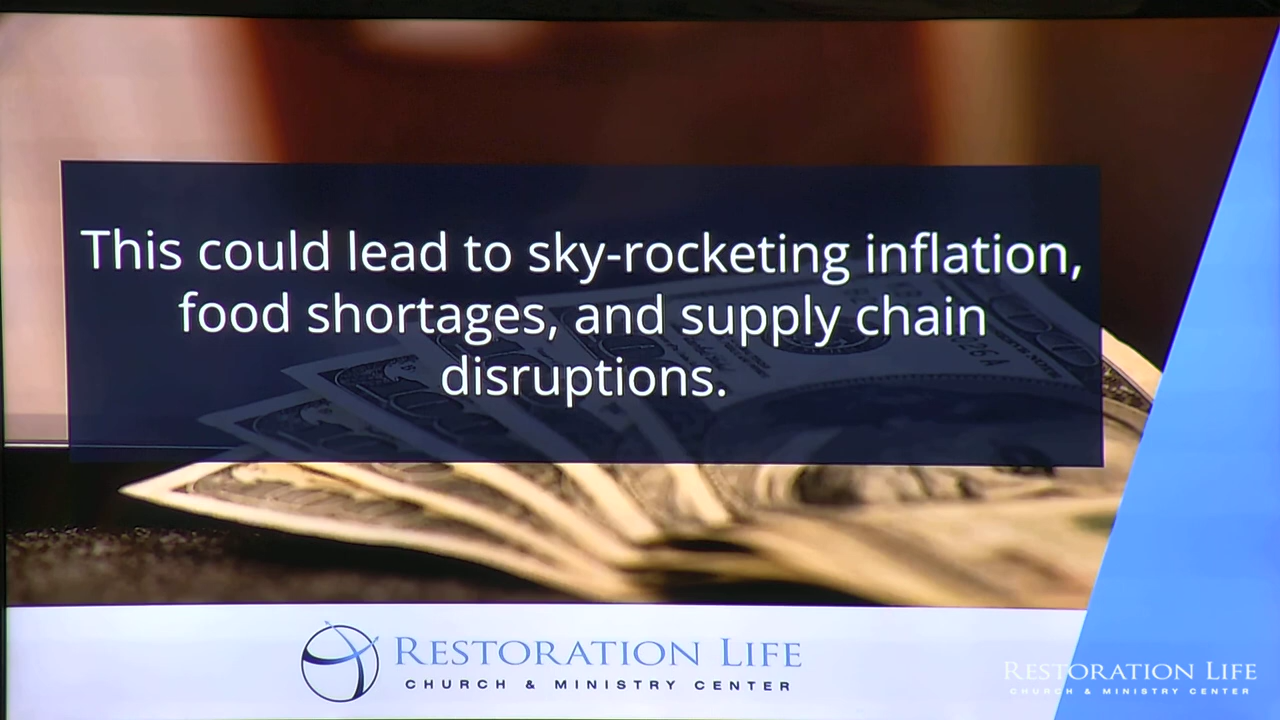 This could lead to sky-rocketing inflation,
food shortages, and supply chain
disruptions.
RESTORATION LIFE
CHURCH & MINISTRY CENTER
RESTORATION LIFE
CHURCH & MINISTRY CENTER